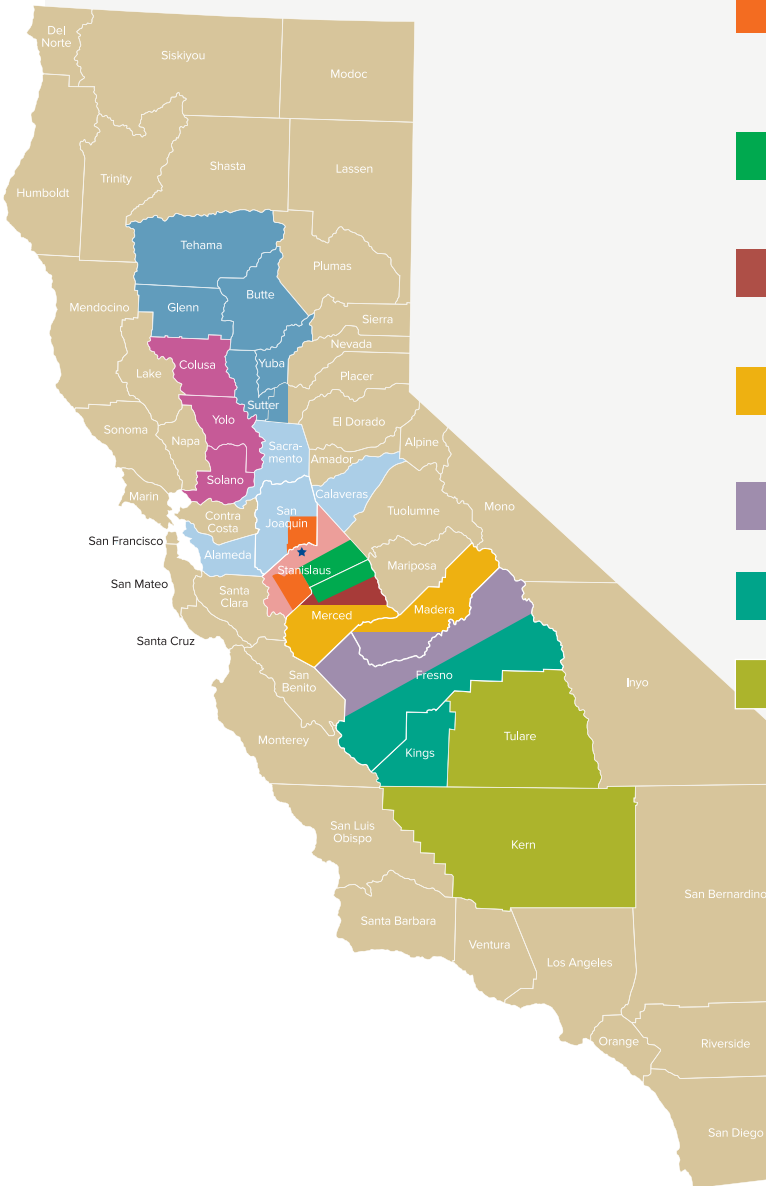 Del
Norte
Siskiyou
Modoc
Humboldt
Trinity
Shasta
Lassen
Tehama
Plumas
Mendocino
Glenn
Butte
Sierra
Nevada
Lake
Colusa
Yuba
Placer
Sutter
Sonoma
Napa
Yolo
El Dorado
Sacra-
mento
Amador
Alpine
Marin
Solano
Calaveras
Contra
Costa
San
Joaquin
Tuolumne
Mono
San Francisco
Alameda
Stanislaus
Mariposa
San Mateo
Santa
Clara
Merced
Madera
Santa Cruz
San
Benito
Fresno
Inyo
Monterey
Kings
Tulare
San Luis
Obispo
Kern
San Bernardino
Santa Barbara
Ventura
Los Angeles
Orange
Riverside
San Diego